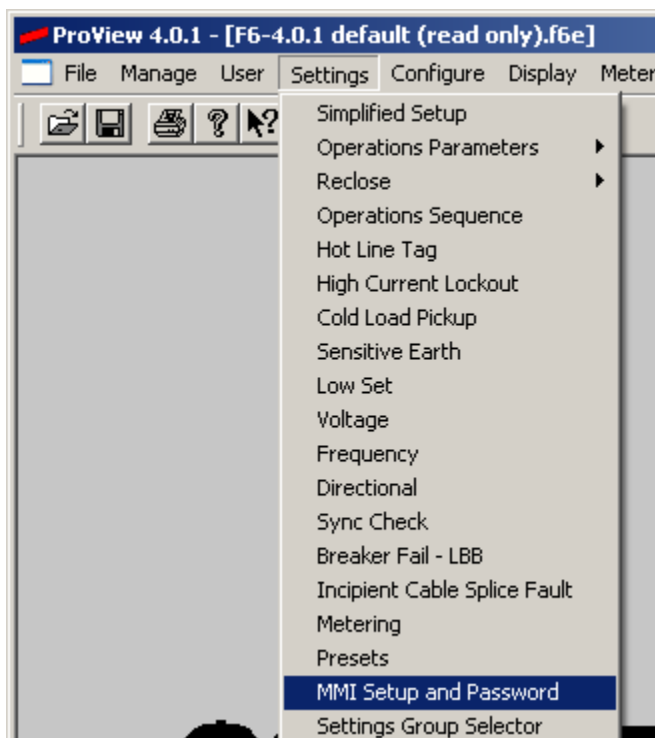 ProView 4.0.1 - [F6-4.0.1 default (read only).f6e]
File Manage User Settings Configure Display Meter
Simplified Setup
Operations Parameters
Reclose
Operations Sequence
Hot Line Tag
High Current Lockout
Cold Load Pickup
Sensitive Earth
Low Set
Voltage
Frequency
Directional
Sync Check
Breaker Fail - LBB
Incipient Cable Splice Fault
Metering
Presets
MMI Setup and Password
Settings Group Selector